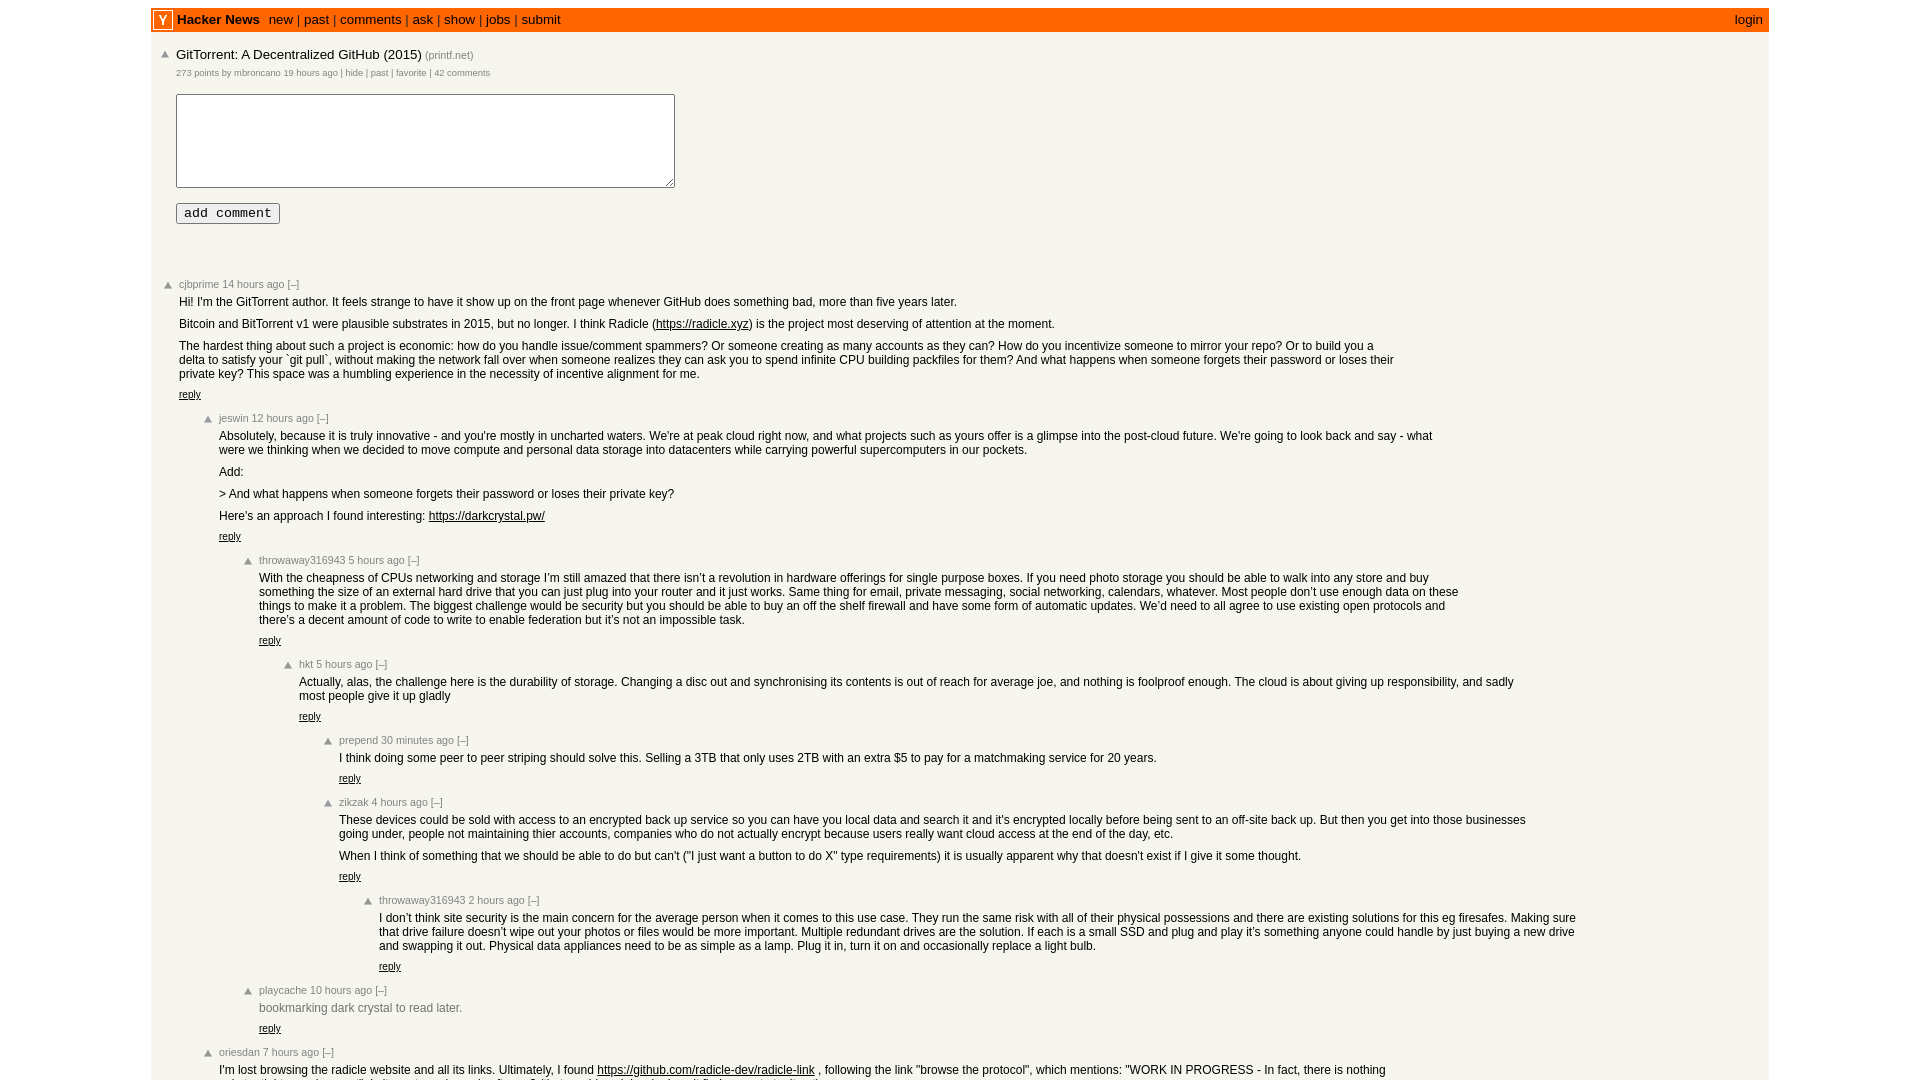 Y Hacker News new | past | comments | ask | show | jobs | submit login
GitTorrent: A Decentralized GitHub (2015) (printf.net)
273 points by mbroncano 19 hours ago | hide | past | favorite | 42 comments
add comment
cjbprime 14 hours ago [–]
Hi! I'm the GitTorrent author. It feels strange to have it show up on the front page whenever GitHub does something bad, more than five years later.
Bitcoin and BitTorrent v1 were plausible substrates in 2015, but no longer. I think Radicle (https://radicle.xyz) is the project most deserving of attention at the moment.
The hardest thing about such a project is economic: how do you handle issue/comment spammers? Or someone creating as many accounts as they can? How do you incentivize someone to mirror your repo? Or to build you a
delta to satisfy your `git pull`, without making the network fall over when someone realizes they can ask you to spend infinite CPU building packfiles for them? And what happens when someone forgets their password or loses their
private key? This space was a humbling experience in the necessity of incentive alignment for me.
reply
jeswin 12 hours ago [–]
Absolutely, because it is truly innovative - and you're mostly in uncharted waters. We're at peak cloud right now, and what projects such as yours offer is a glimpse into the post-cloud future. We're going to look back and say - what
were we thinking when we decided to move compute and personal data storage into datacenters while carrying powerful supercomputers in our pockets.
Add:
> And what happens when someone forgets their password or loses their private key?
Here's an approach I found interesting: https://darkcrystal.pw/
reply
throwaway316943 5 hours ago [–]
With the cheapness of CPUs networking and storage I’m still amazed that there isn’t a revolution in hardware offerings for single purpose boxes. If you need photo storage you should be able to walk into any store and buy
something the size of an external hard drive that you can just plug into your router and it just works. Same thing for email, private messaging, social networking, calendars, whatever. Most people don’t use enough data on these
things to make it a problem. The biggest challenge would be security but you should be able to buy an off the shelf firewall and have some form of automatic updates. We’d need to all agree to use existing open protocols and
there’s a decent amount of code to write to enable federation but it’s not an impossible task.
reply
hkt 5 hours ago [–]
Actually, alas, the challenge here is the durability of storage. Changing a disc out and synchronising its contents is out of reach for average joe, and nothing is foolproof enough. The cloud is about giving up responsibility, and sadly
most people give it up gladly
reply
prepend 30 minutes ago [–]
I think doing some peer to peer striping should solve this. Selling a 3TB that only uses 2TB with an extra $5 to pay for a matchmaking service for 20 years.
reply
zikzak 4 hours ago [–]
These devices could be sold with access to an encrypted back up service so you can have you local data and search it and it's encrypted locally before being sent to an off-site back up. But then you get into those businesses
going under, people not maintaining thier accounts, companies who do not actually encrypt because users really want cloud access at the end of the day, etc.
When I think of something that we should be able to do but can't ("I just want a button to do X" type requirements) it is usually apparent why that doesn't exist if I give it some thought.
reply
throwaway316943 2 hours ago [–]
I don’t think site security is the main concern for the average person when it comes to this use case. They run the same risk with all of their physical possessions and there are existing solutions for this eg firesafes. Making sure
that drive failure doesn’t wipe out your photos or files would be more important. Multiple redundant drives are the solution. If each is a small SSD and plug and play it’s something anyone could handle by just buying a new drive
and swapping it out. Physical data appliances need to be as simple as a lamp. Plug it in, turn it on and occasionally replace a light bulb.
reply
playcache 10 hours ago [–]
bookmarking dark crystal to read later.
reply
oriesdan 7 hours ago [–]
I'm lost browsing the radicle website and all its links. Ultimately, I found https://github.com/radicle-dev/radicle-link , following the link "browse the protocol", which mentions: "WORK IN PROGRESS - In fact, there is nothing